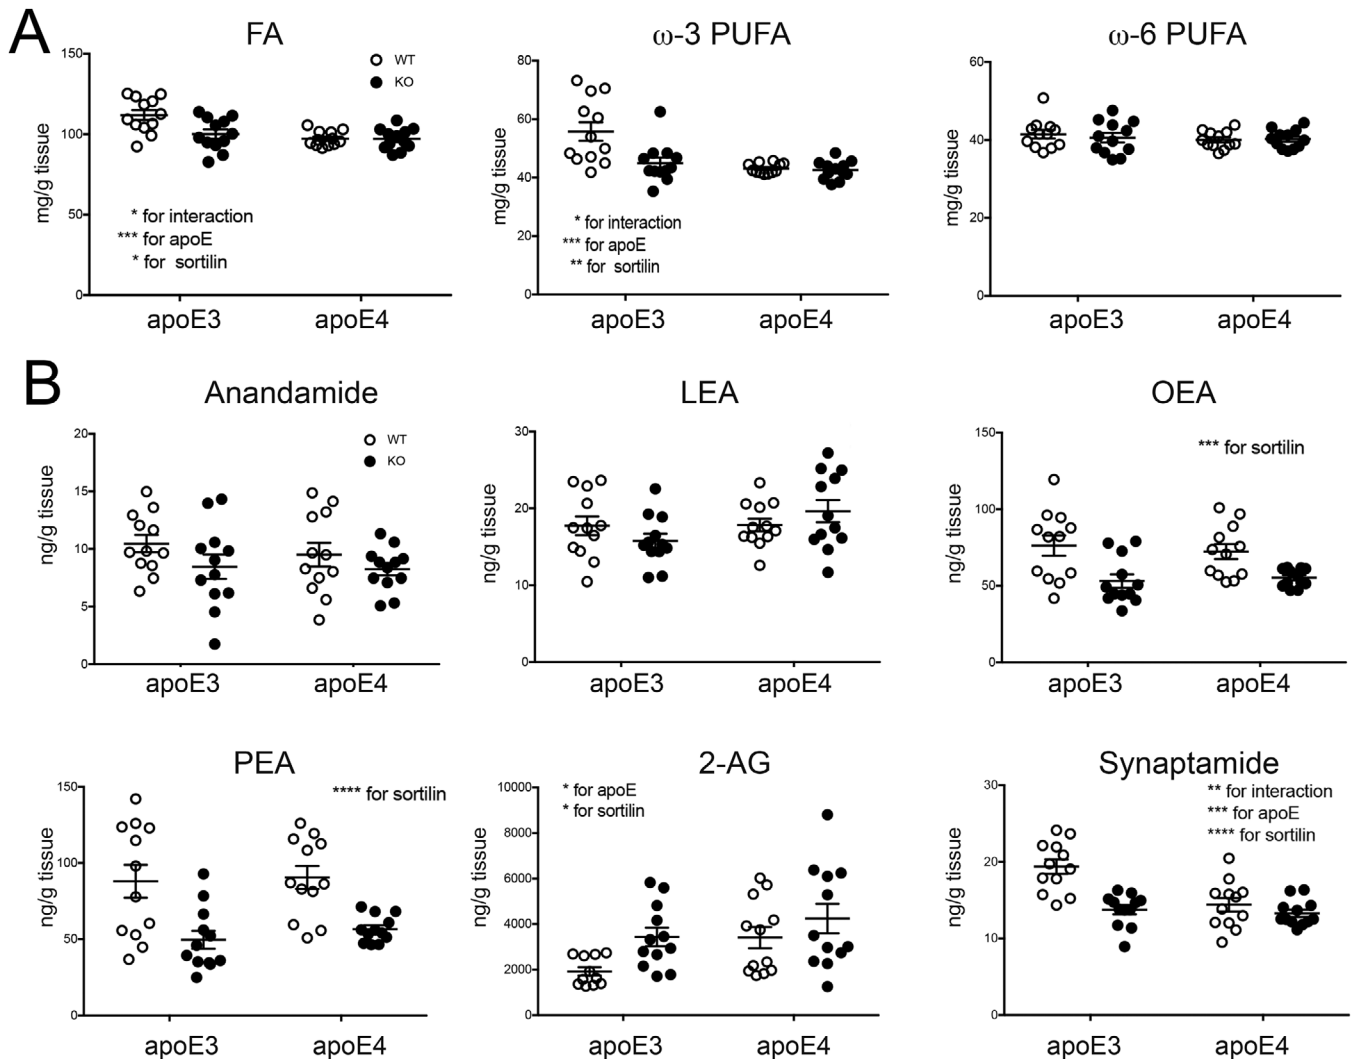 A
FA
ω-3 PUFA
ω-6 PUFA
WT
KO
mg/g tissue
150
100
50
0
* for interaction
*** for apoE
* for sortilin
apoE3
apoE4
mg/g tissue
80
60
40
20
0
* for interaction
*** for apoE
** for sortilin
apoE3
apoE4
mg/g tissue
60
40
20
0
apoE3
apoE4
B
Anandamide
LEA
OEA
WT
KO
ng/g tissue
20
15
10
5
0
apoE3
apoE4
ng/g tissue
30
20
10
0
apoE3
apoE4
ng/g tissue
150
100
50
0
*** for sortilin
apoE3
apoE4
PEA
2-AG
Synaptamide
ng/g tissue
150
100
50
0
**** for sortilin
apoE3
apoE4
ng/g tissue
10000
8000
6000
4000
2000
0
* for apoE
* for sortilin
apoE3
apoE4
ng/g tissue
30
20
10
0
** for interaction
*** for apoE
**** for sortilin
apoE3
apoE4